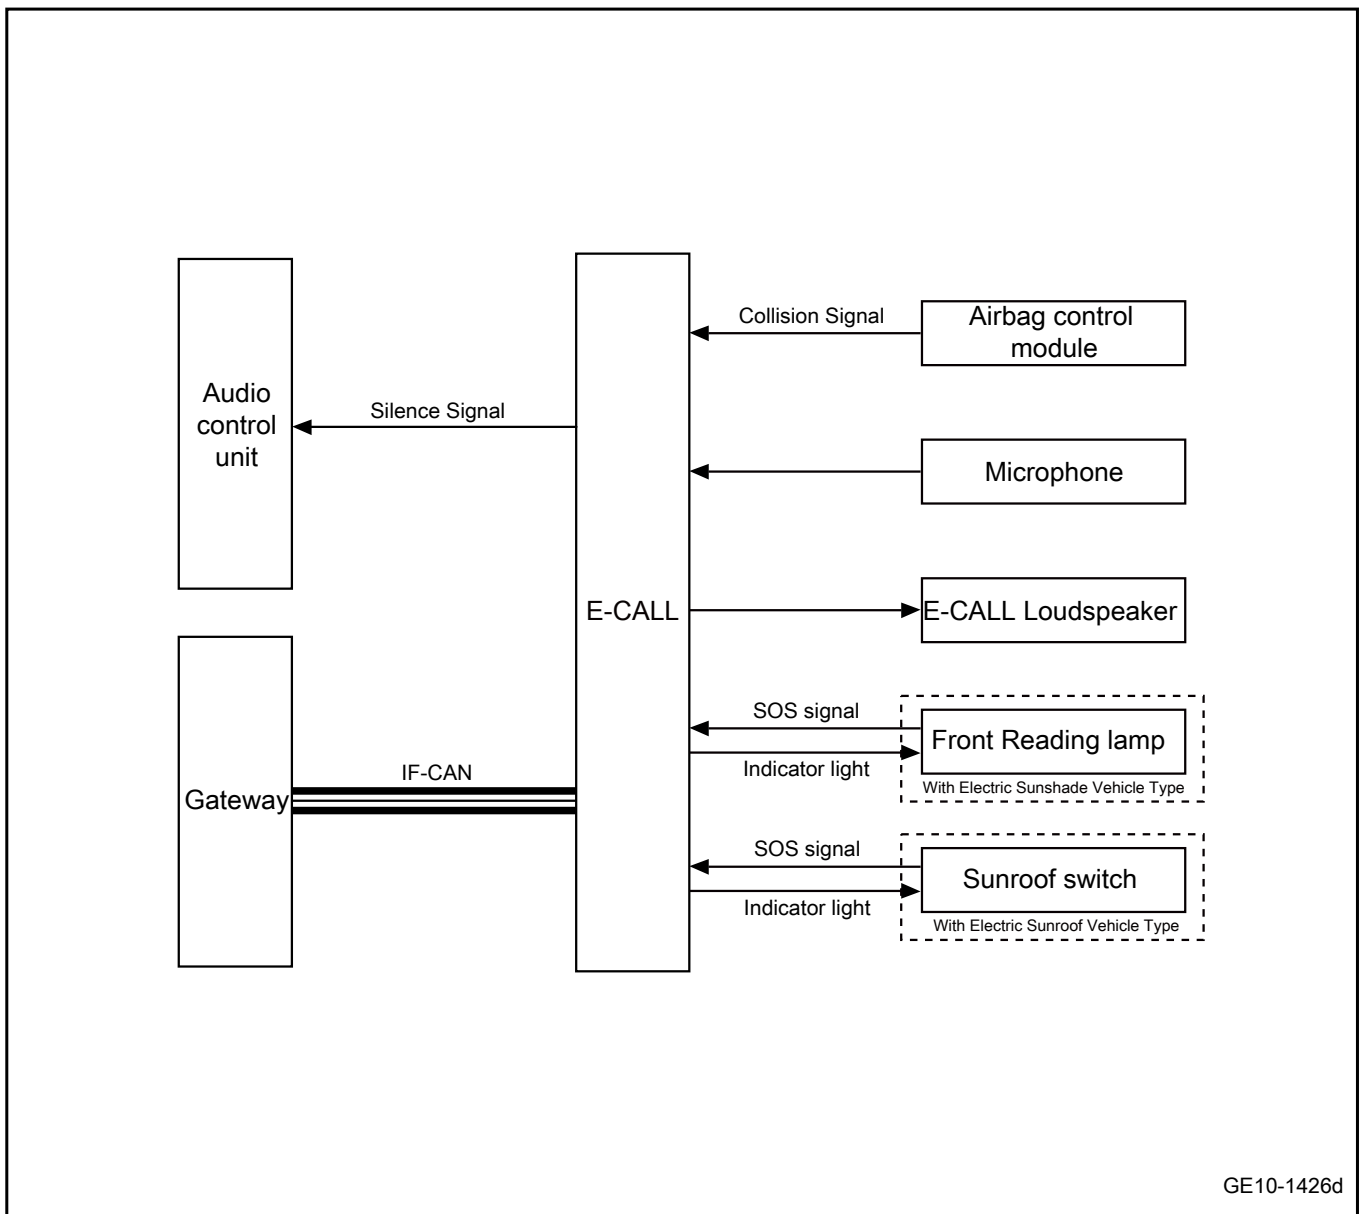 Audio
control
unit
Silence Signal
Gateway
IF-CAN
E-CALL
Collision Signal
Airbag control
module
Microphone
E-CALL Loudspeaker
SOS signal
Indicator light
Front Reading lamp
With Electric Sunshade Vehicle Type
SOS signal
Indicator light
Sunroof switch
With Electric Sunroof Vehicle Type
GE10-1426d